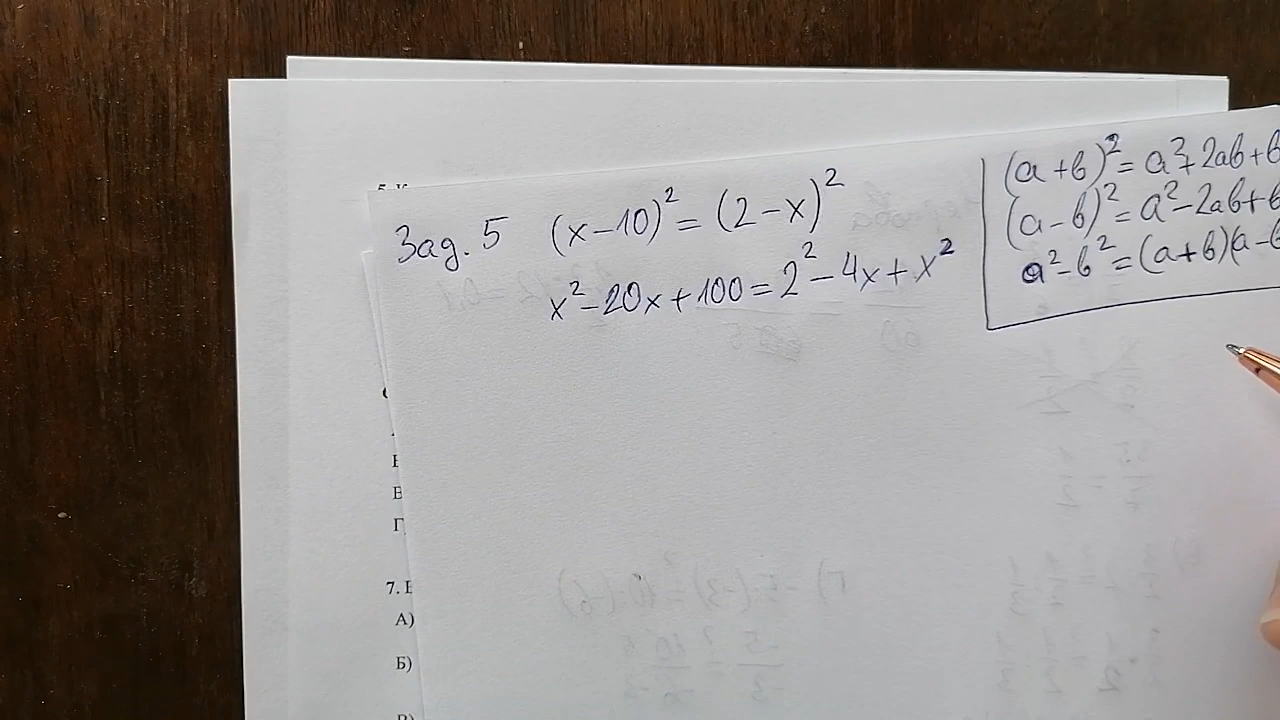 Зад. 5 (x-10)² = (2-x)²
x² - 20x + 100 = 2² - 4x + x²
(a+b)² = a² + 2ab + b
(a-b)² = a² - 2ab + b
a² - b² = (a+b)(a-b
7.
А)
Б)